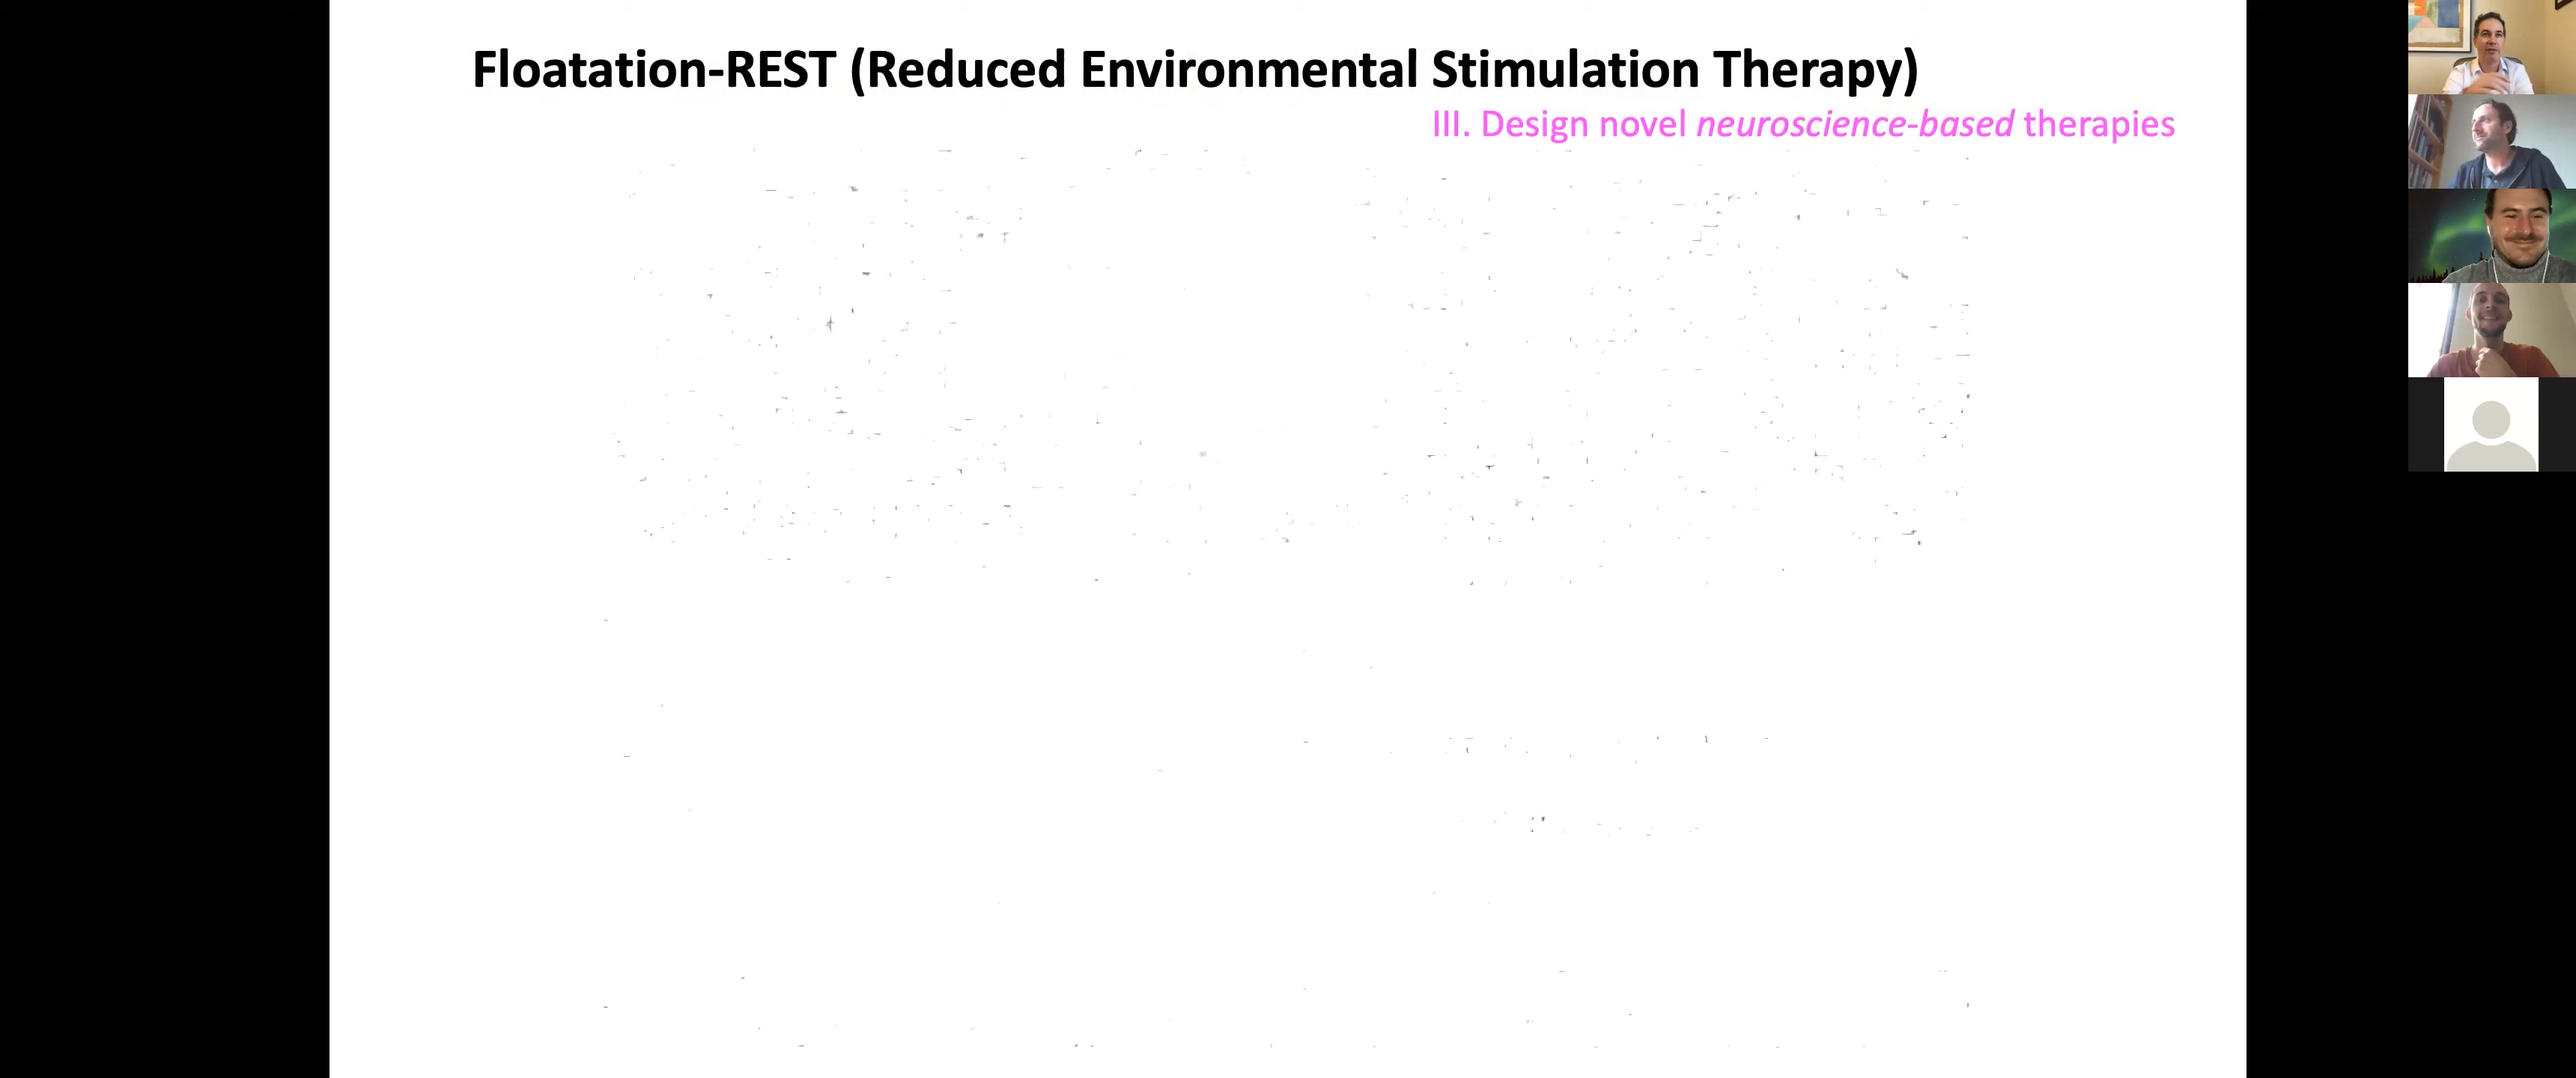 Floatation-REST (Reduced Environmental Stimulation Therapy)
III. Design novel neuroscience-based therapies